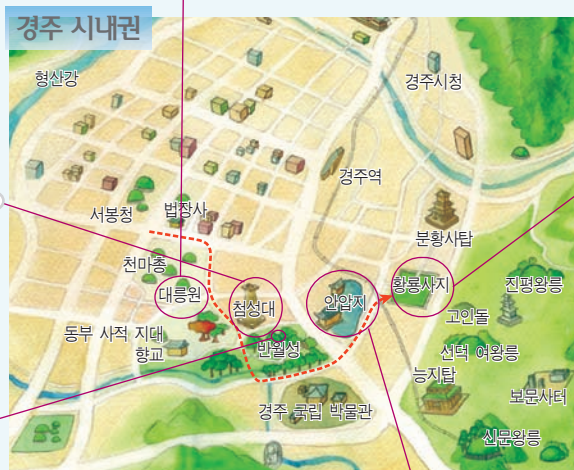 경주 시내권
형산강
경주시청
경주역
서봉청
법장사
분황사탑
천마총
대릉원
첨성대
안압지
황룡사지
진평왕릉
고인돌
동부 사적 지대
향교
반월성
선덕 여왕릉
능지탑
보문사터
경주 국립 박물관
신문왕릉